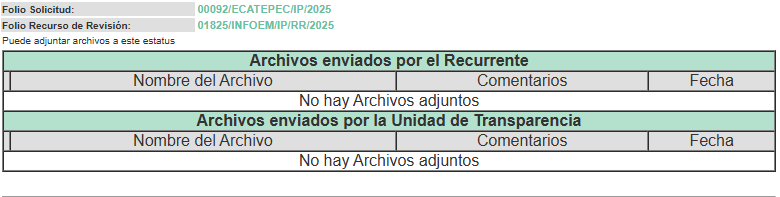 Folio Solicitud: 00092/ECATEPEC/IP/2025
Folio Recurso de Revisión: 01825/INFOEM/IP/RR/2025
Puede adjuntar archivos a este estatus
Archivos enviados por el Recurrente
Nombre del Archivo Comentarios Fecha
No hay Archivos adjuntos
Archivos enviados por la Unidad de Transparencia
Nombre del Archivo Comentarios Fecha
No hay Archivos adjuntos